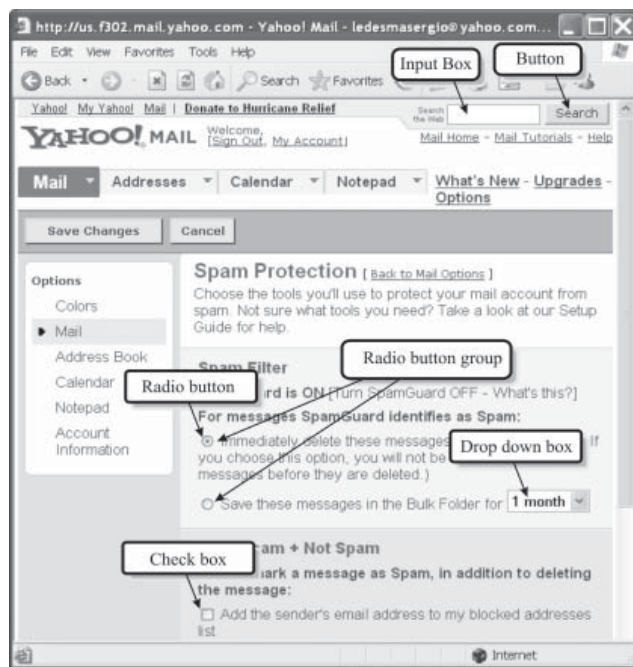 http://us.f302.mail.yahoo.com - Yahoo! Mail - ledesmasergio@yahoo.com...
File Edit View Favorites Tools Help
Input Box
Button
Back Search Favorites
Yahoo! My Yahoo! Mail | Donate to Hurricane Relief
Search the Web
Search
YAHOO! MAIL
Welcome,
[Sign Out, My Account]
Mail Home - Mail Tutorials - Help
Mail Addresses Calendar Notepad
What's New - Upgrades -
Options
Save Changes Cancel
Options
Colors
Mail
Address Book
Calendar
Notepad
Account
Information
Spam Protection [ Back to Mail Options ]
Choose the tools you'll use to protect your mail account from
spam. Not sure what tools you need? Take a look at our Setup
Guide for help.
Spam Filter
Radio button group
Radio button
rd is ON [Turn SpamGuard OFF - What's this?]
For messages SpamGuard identifies as Spam:
Immediately delete these messages If
Drop down box
you choose this option, you will not be
messages before they are deleted.)
Save these messages in the Bulk Folder for 1 month
Check box
am + Not Spam
ark a message as Spam, in addition to deleting
the message:
Add the sender's email address to my blocked addresses
list
Internet